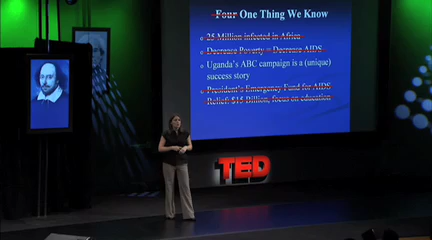 Four One Thing We Know
25 Million infected in Africa
Decrease Poverty = Decrease AIDS
Uganda's ABC campaign is a (unique)
success story
President's Emergency Fund for AIDS
Relief: $15 Billion, focus on education
TED